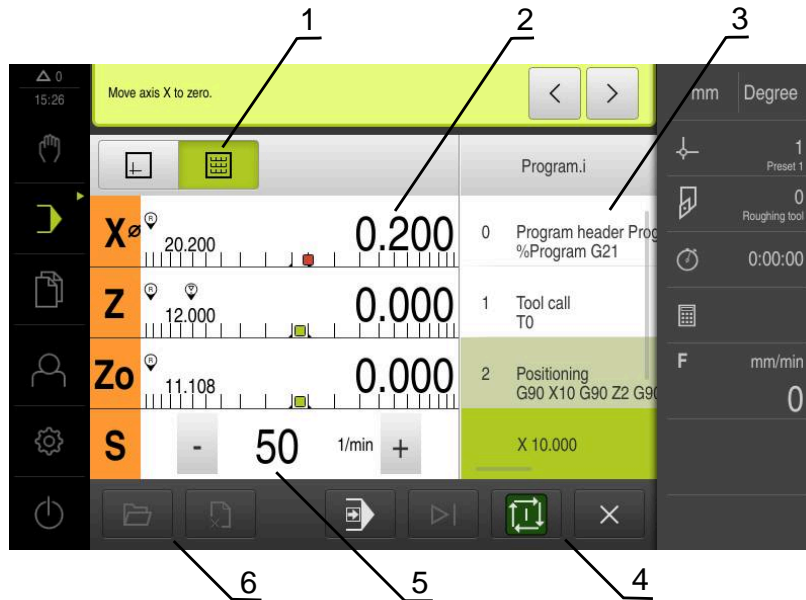 1 2 3
0
15:26
Move axis X to zero.
< >
mm Degree
Program.i
1
Preset 1
0
Roughing tool
0:00:00
F mm/min
0
X⌀ R 20.200 0.200
Z R 12.000 0.000
Zo R 11.108 0.000
S - 50 1/min +
0 Program header Prog
%Program G21
1 Tool call
T0
2 Positioning
G90 X10 G90 Z2 G90
X 10.000
6 5 4